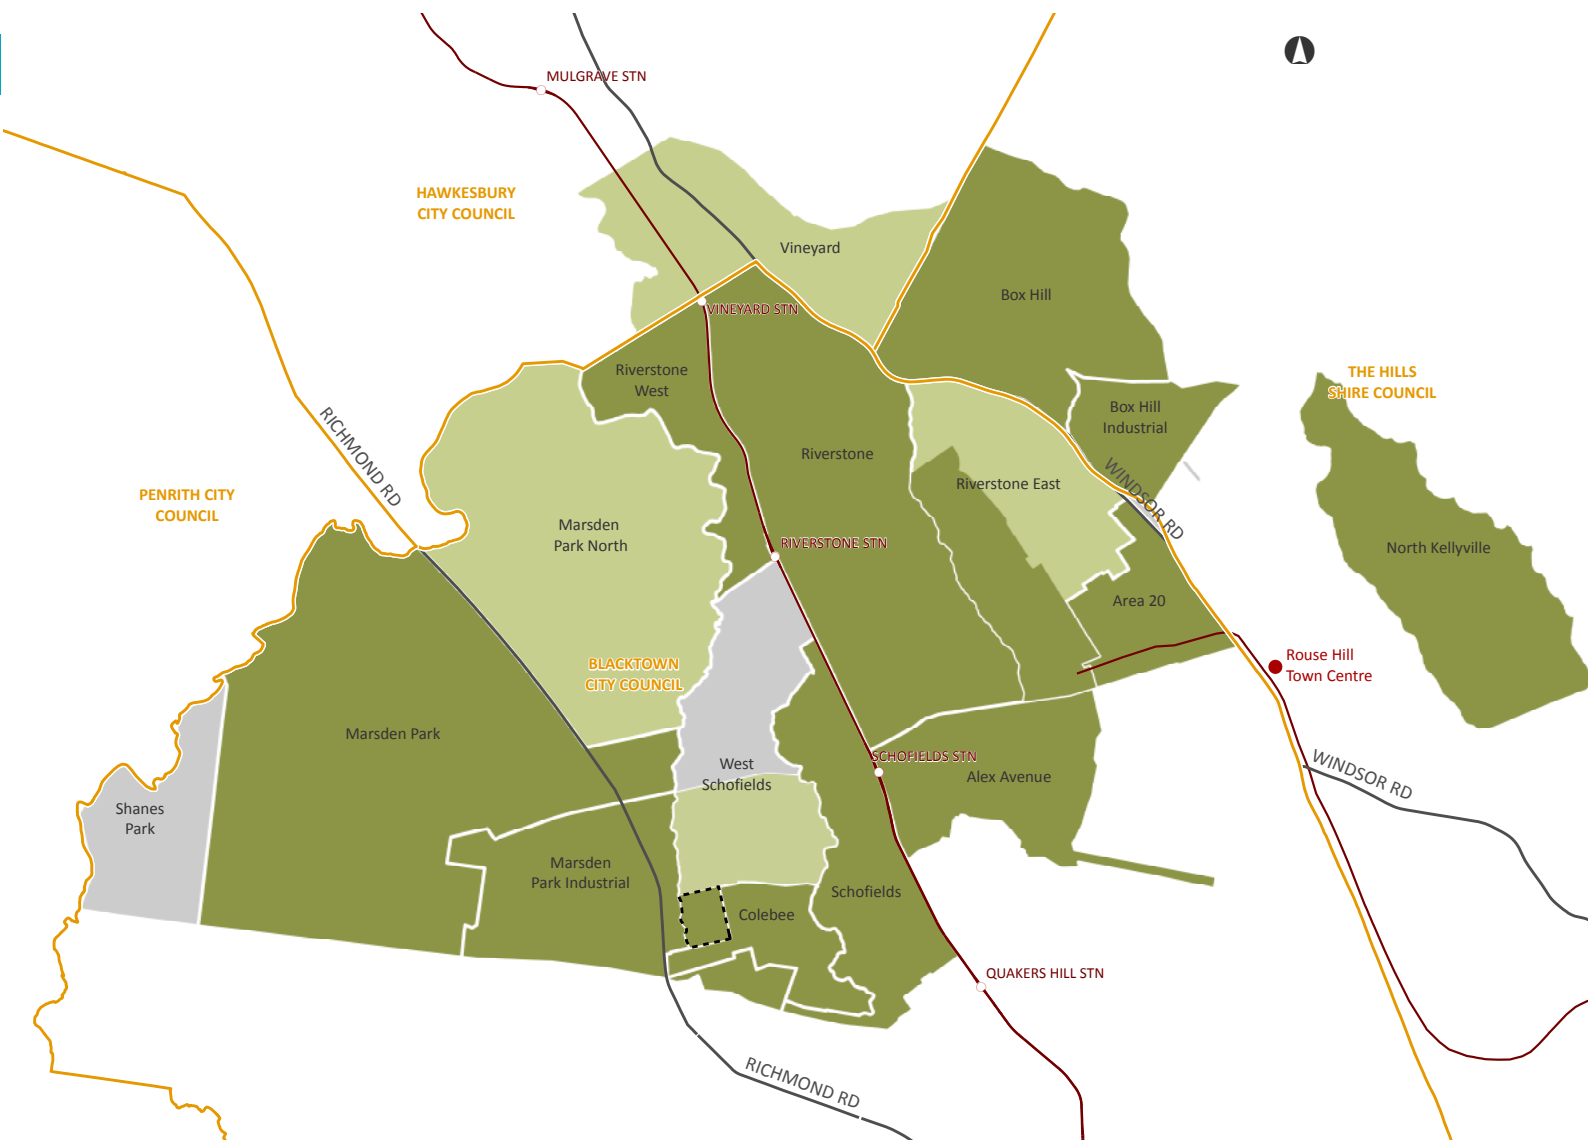 MULGRAVE STN
HAWKESBURY
CITY COUNCIL
Vineyard
Box Hill
VINEYARD STN
Riverstone
West
THE HILLS
SHIRE COUNCIL
Box Hill
Industrial
RICHMOND RD
Riverstone
WINDSOR RD
Riverstone East
PENRITH CITY
COUNCIL
Marsden
Park North
RIVERSTONE STN
North Kellyville
Area 20
Rouse Hill
Town Centre
BLACKTOWN
CITY COUNCIL
Marsden Park
SCHOFIELDS STN
West
Schofields
Alex Avenue
WINDSOR RD
Shanes
Park
Marsden
Park Industrial
Schofields
Colebee
QUAKERS HILL STN
RICHMOND RD